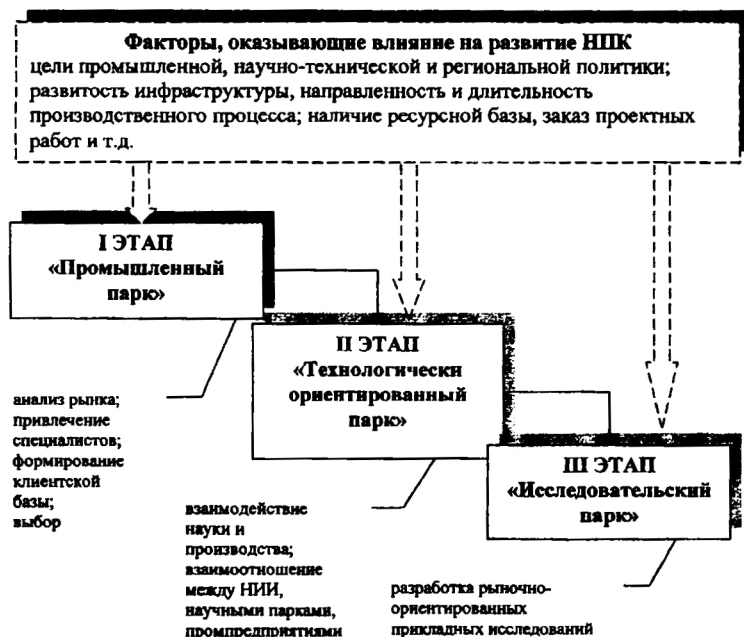 Факторы, оказывающие влияние на развитие НПК
цели промышленной, научно-технической и региональной политики;
развитость инфраструктуры, направленность и длительность
производственного процесса; наличие ресурсной базы, заказ проектных
работ и т.д.
I ЭТАП
«Промышленный
парк»
II ЭТАП
«Технологически
ориентированный
парк»
III ЭТАП
«Исследовательский
парк»
анализ рынка;
привлечение
специалистов;
формирование
клиентской
базы;
выбор
взаимодействие
науки и
производства;
взаимоотношение
между НИИ,
научными парками,
промпредприятиями
разработка рыночно-
ориентированных
прикладных исследований